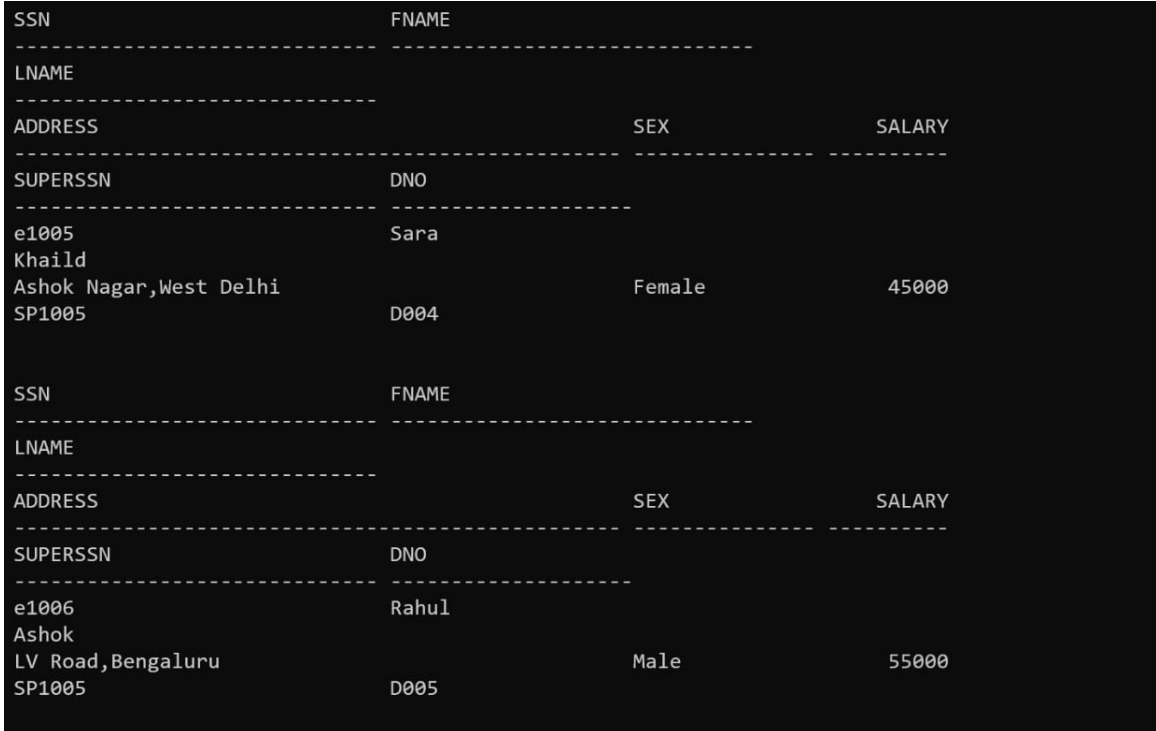 SSN                            FNAME
------------------------------ ------------------------------
LNAME
------------------------------
ADDRESS                                            SEX                 SALARY
-------------------------------------------------- --------------- ----------
SUPERSSN                       DNO
------------------------------ --------------------
e1005                          Sara
Khaild
Ashok Nagar,West Delhi                             Female               45000
SP1005                         D004
SSN                            FNAME
------------------------------ ------------------------------
LNAME
------------------------------
ADDRESS                                            SEX                 SALARY
-------------------------------------------------- --------------- ----------
SUPERSSN                       DNO
------------------------------ --------------------
e1006                          Rahul
Ashok
LV Road,Bengaluru                                  Male                 55000
SP1005                         D005